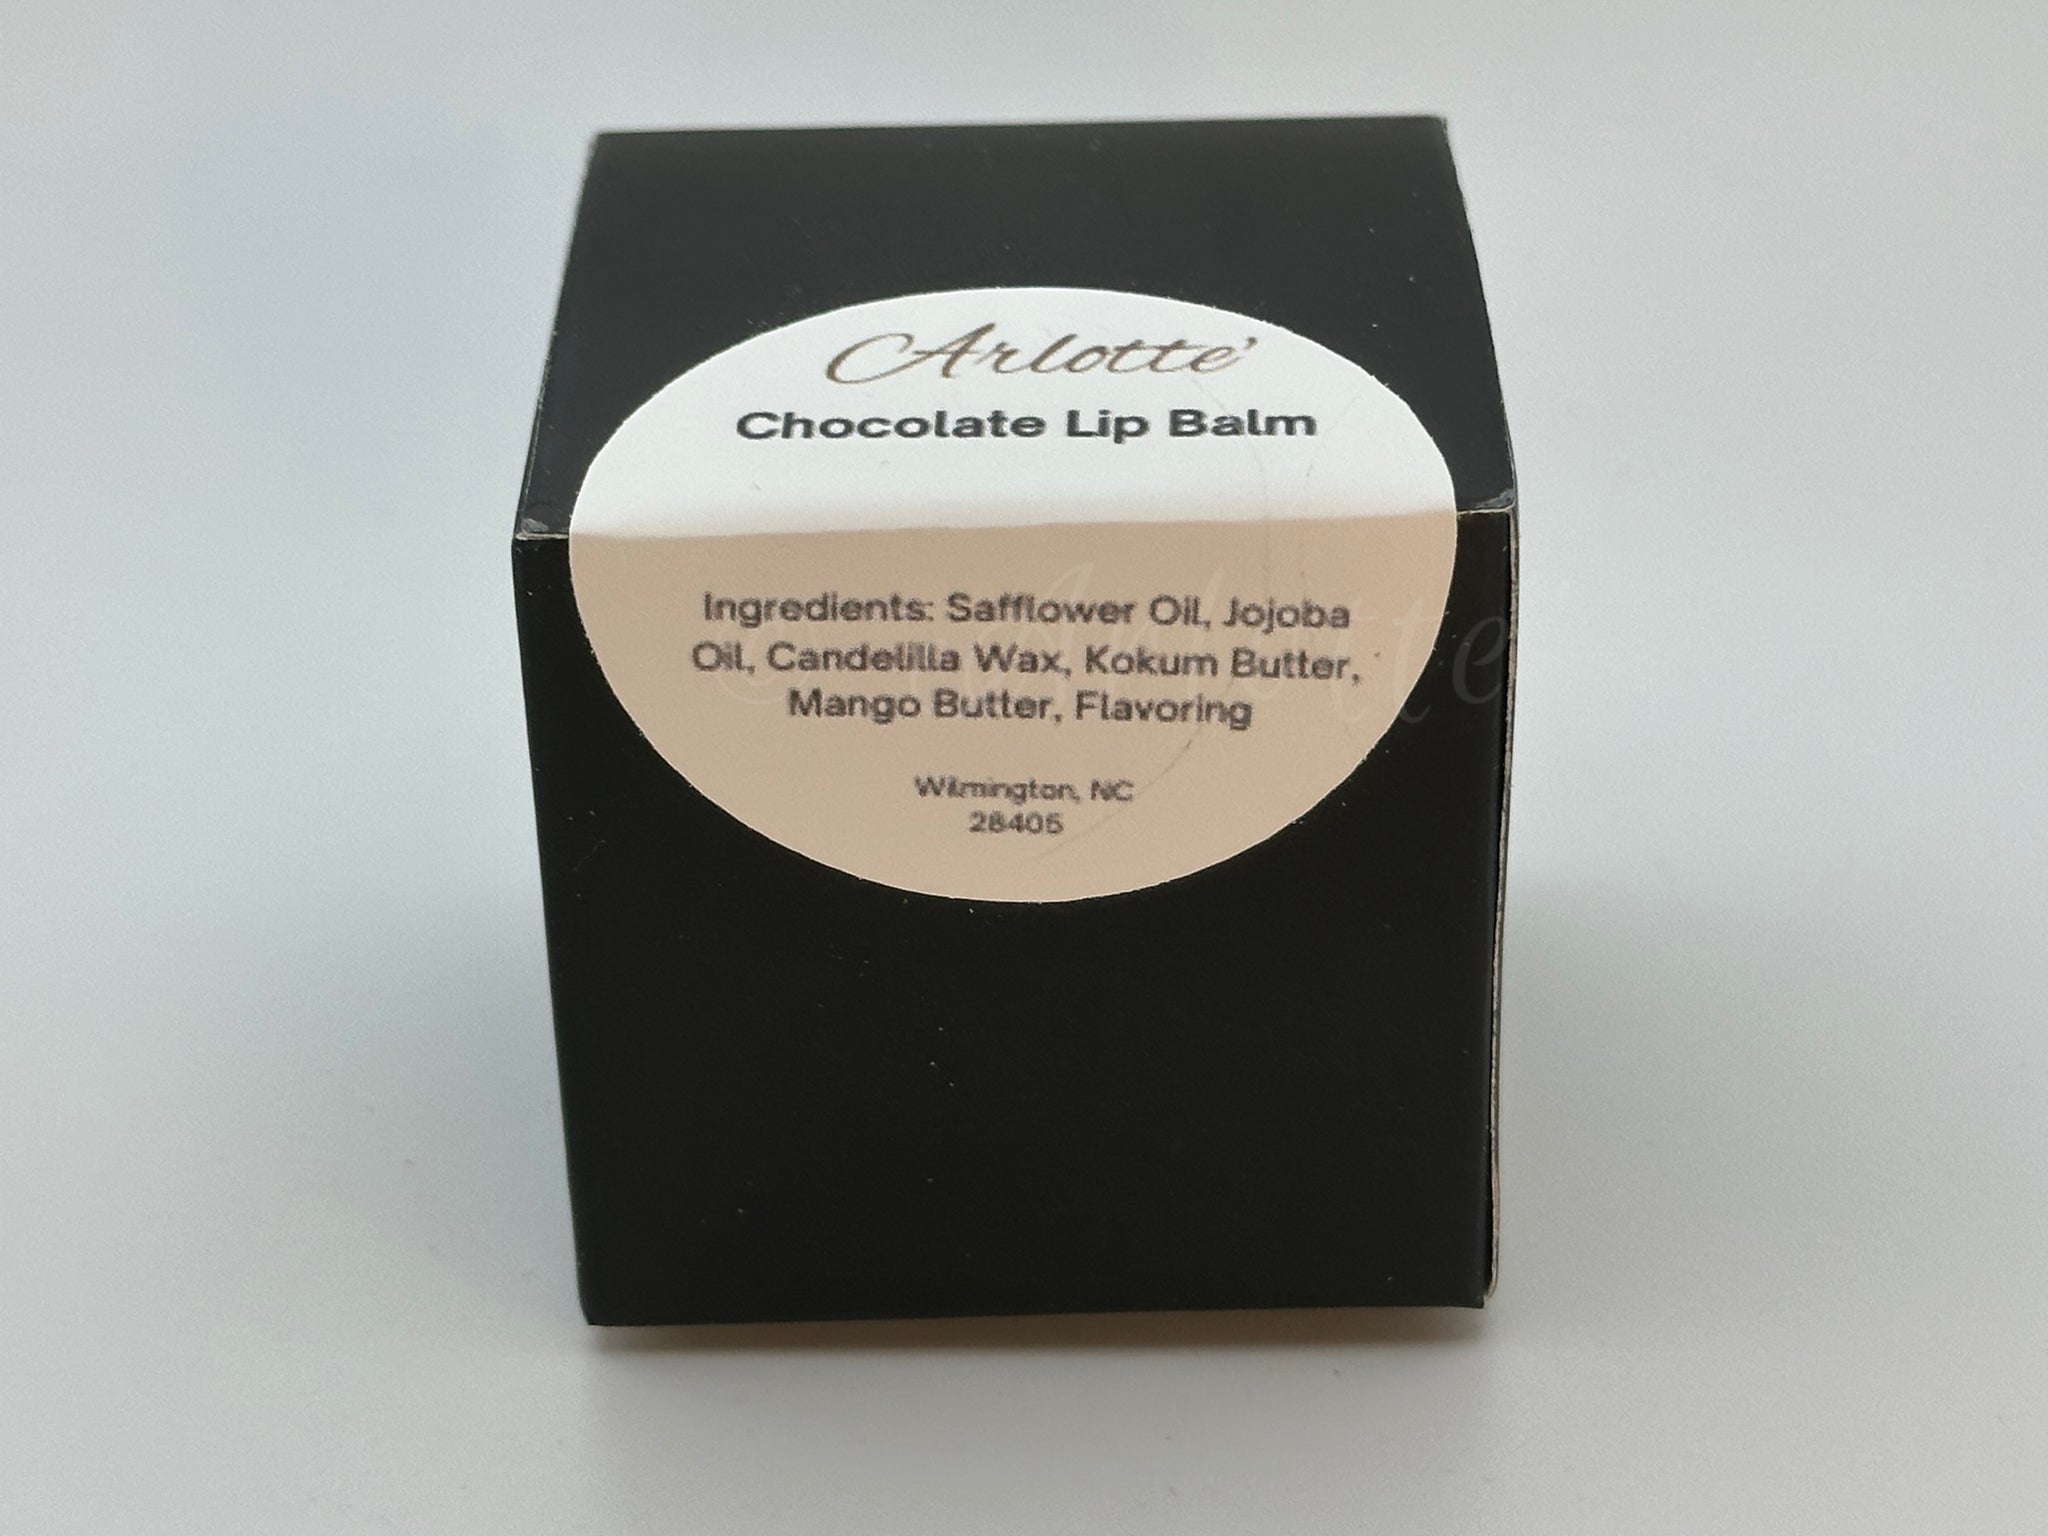 Arlotte'
Chocolate Lip Balm
Ingredients: Safflower Oil, Jojoba
Oil, Candelilla Wax, Kokum Butter,
Mango Butter, Flavoring
© Arlotte
Wilmington, NC
28405